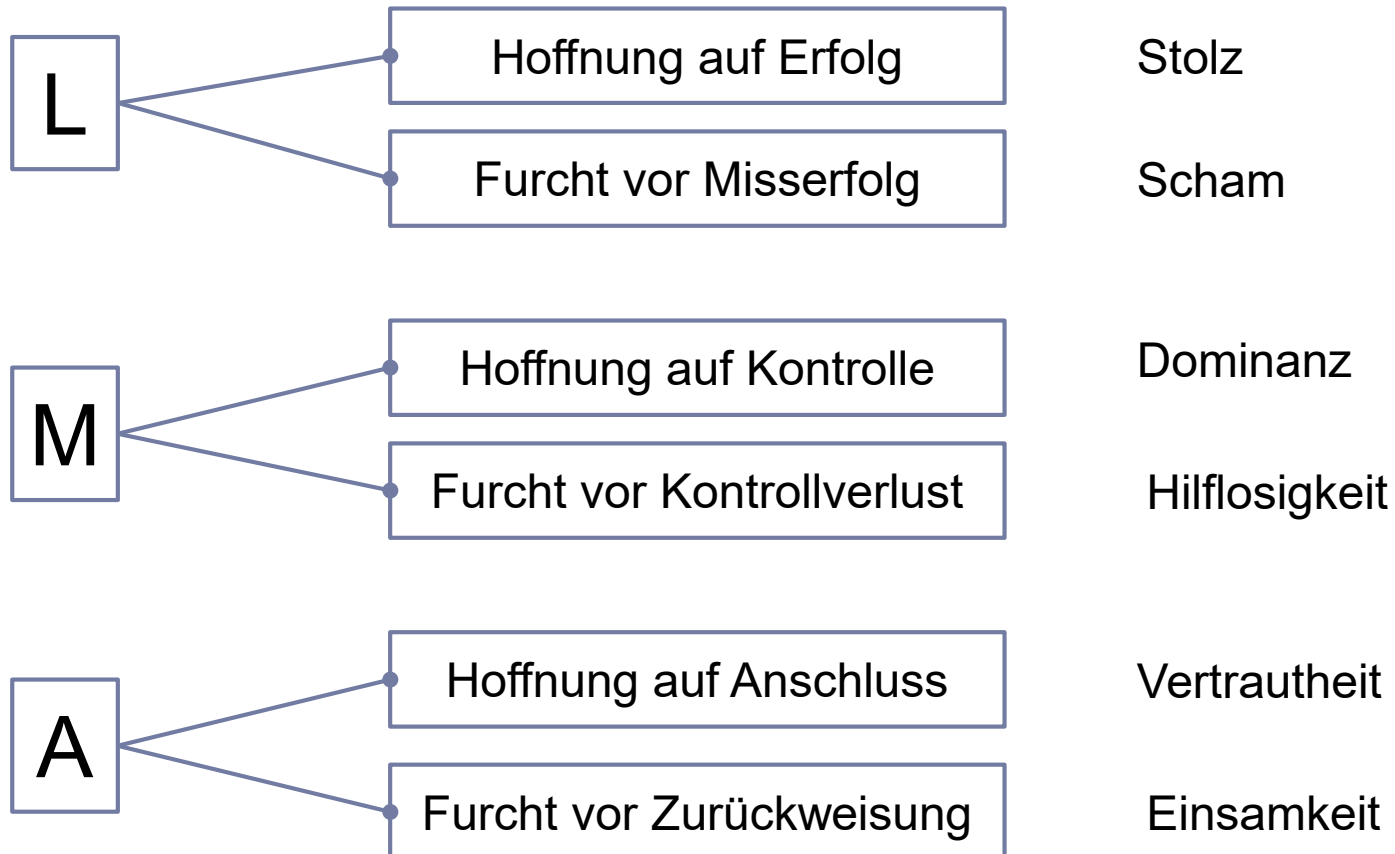 L
Hoffnung auf Erfolg
Stolz
Furcht vor Misserfolg
Scham
M
Hoffnung auf Kontrolle
Dominanz
Furcht vor Kontrollverlust
Hilflosigkeit
A
Hoffnung auf Anschluss
Vertrautheit
Furcht vor Zurückweisung
Einsamkeit